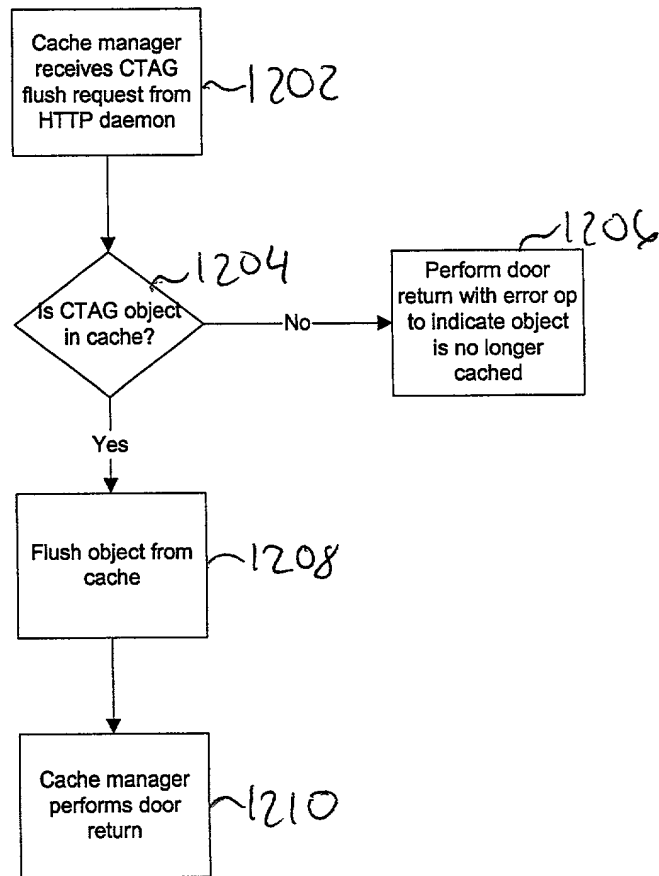 Cache manager
receives CTAG
flush request from
HTTP daemon
1202
Is CTAG object
in cache?
1204
No
Perform door
return with error op
to indicate object
is no longer
cached
1206
Yes
Flush object from
cache
1208
Cache manager
performs door
return
1210